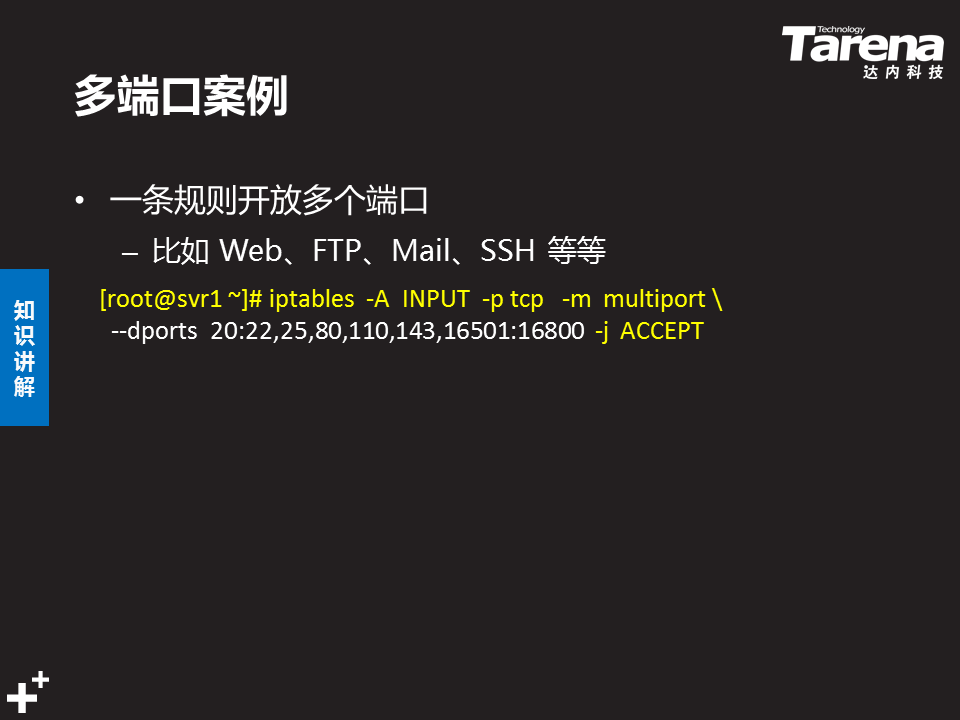 Technology
Tarena
达内科技
多端口案例
• 一条规则开放多个端口
– 比如 Web、FTP、Mail、SSH 等等
[root@svr1 ~]# iptables -A INPUT -p tcp -m multiport \
--dports 20:22,25,80,110,143,16501:16800 -j ACCEPT
知识讲解